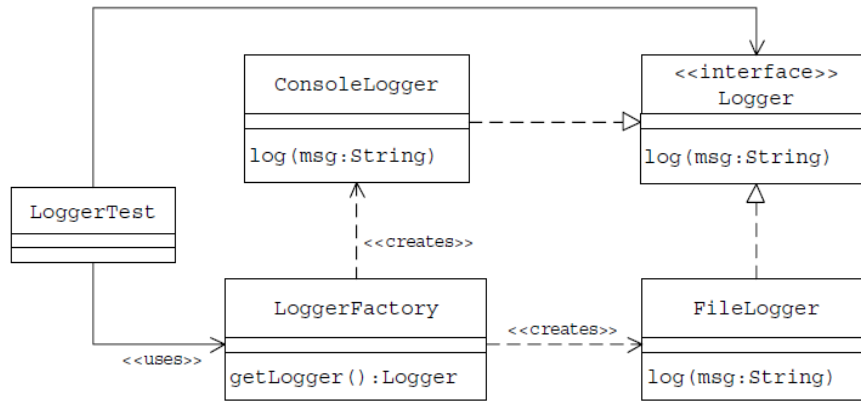 ConsoleLogger
log(msg:String)
<<interface>>
Logger
log(msg:String)
LoggerTest
<<creates>>
<<uses>>
LoggerFactory
getLogger():Logger
<<creates>>
FileLogger
log(msg:String)